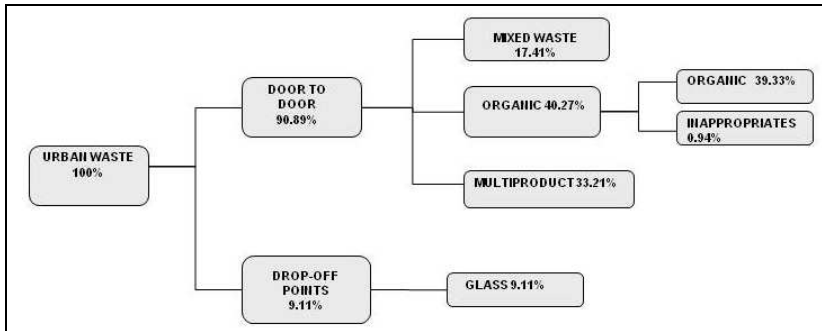 MIXED WASTE
17.41%
DOOR TO
DOOR
90.89%
ORGANIC 40.27%
ORGANIC 39.33%
INAPPROPRIATES
0.94%
URBAN WASTE
100%
MULTIPRODUCT 33.21%
DROP-OFF
POINTS
9.11%
GLASS 9.11%